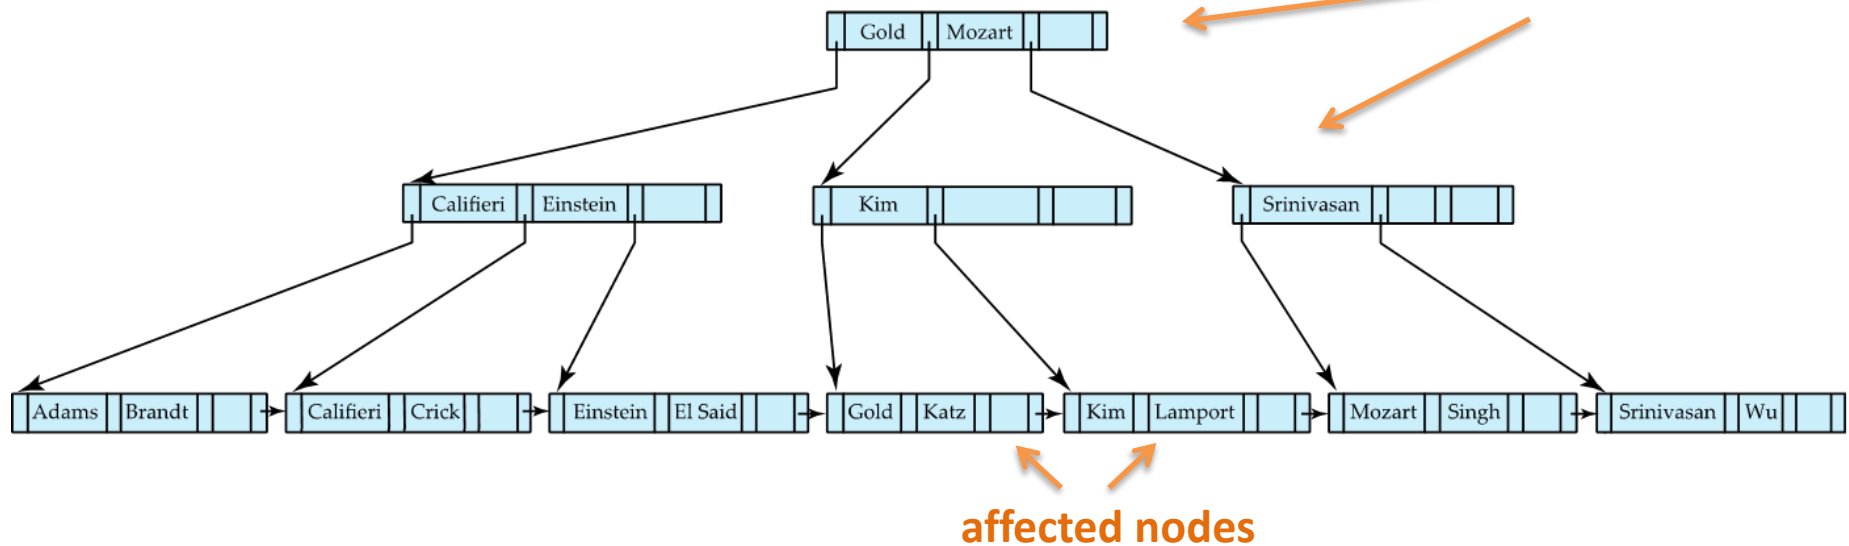 Gold Mozart
Califieri Einstein Kim Srinivasan
Adams Brandt Califieri Crick Einstein El Said Gold Katz Kim Lamport Mozart Singh Srinivasan Wu
affected nodes